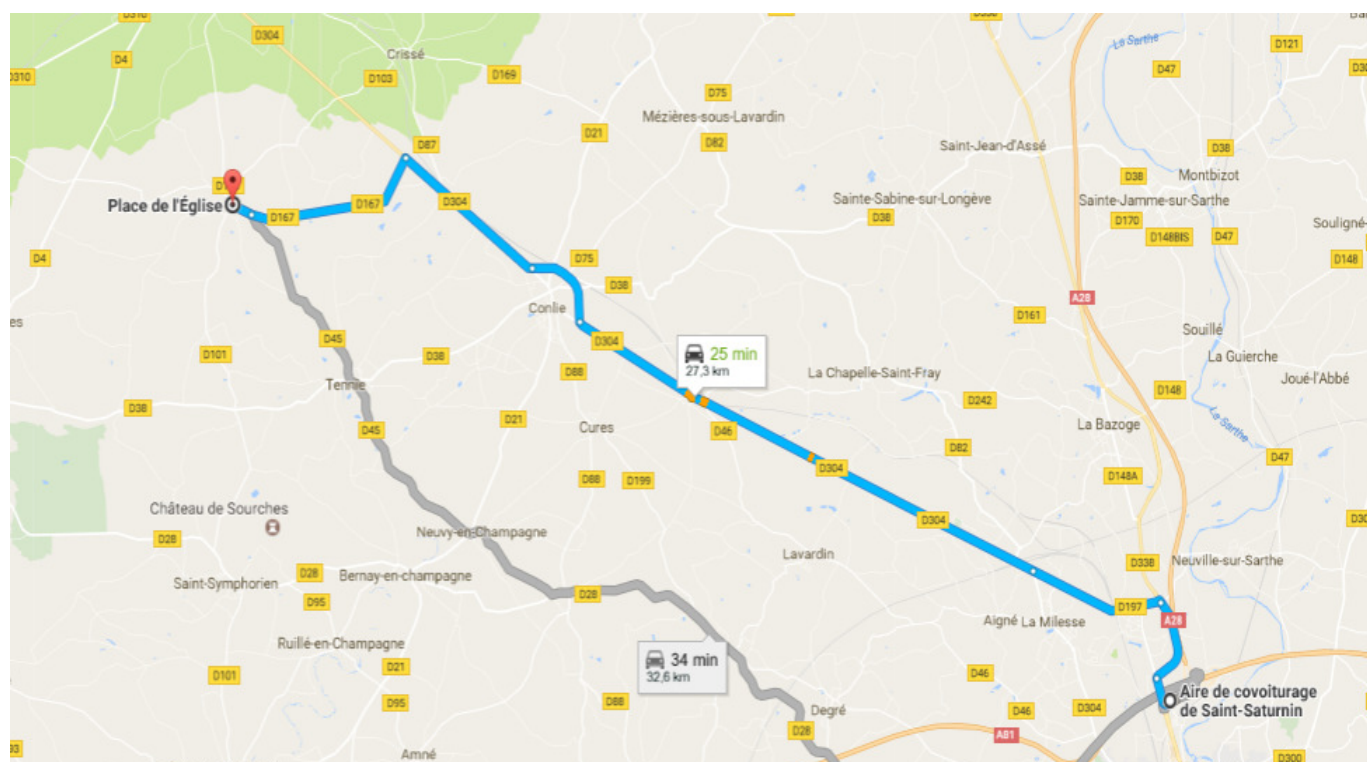 D310
D304
D4
D310
Crissé
D103
D169
D338
La Sarthe
D121
D47
D75
Mézières-sous-Lavardin
D21
D82
D87
Saint-Jean-d'Assé
D38
Montbizot
D38
Sainte-Jamme-sur-Sarthe
Place de l'Église
D167
D167
D304
Sainte-Sabine-sur-Longève
D38
D170
D148BIS
D47
D148
D4
D75
D38
Conlie
A28
D161
Souillé
La Guierche
Joué-l'Abbé
D45
D304
D101
D38
Tennie
D88
25 min
27,3 km
La Chapelle-Saint-Fray
D148
D38
D242
La Sarthe
D45
D21
Cures
D46
La Bazoge
D82
D47
D304
D148A
D88
D199
Château de Sourches
D304
D28
Neuvy-en-Champagne
Lavardin
D338
Neuville-sur-Sarthe
Saint-Symphorien
D28
Bernay-en-champagne
D95
D28
D197
Aigné
La Milesse
A28
Ruillé-en-Champagne
D21
34 min
32,6 km
D101
D46
D95
D88
Aire de covoiturage
de Saint-Saturnin
Degré
D46
D304
D28
A81
Amné
D300